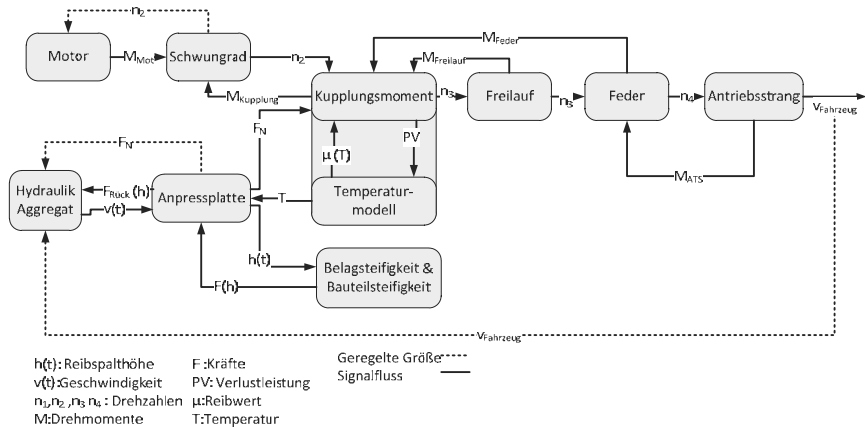 n2
Motor
MMot
Schwungrad
n2
MFeder
MFreilauf
MKupplung
Kupplungsmoment
n3
Freilauf
n3
Feder
n4
Antriebsstrang
vFahrzeug
FN
FN
μ(T)
PV
MATS
Hydraulik
Aggregat
FRück (h)
v(t)
Anpressplatte
T
Temperatur-
modell
h(t)
F(h)
Belagsteifigkeit &
Bauteilsteifigkeit
vFahrzeug
h(t): Reibspalthöhe
v(t):Geschwindigkeit
n1,n2 ,n3 n4 : Drehzahlen
M:Drehmomente
F :Kräfte
PV: Verlustleistung
μ:Reibwert
T:Temperatur
Geregelte Größe
Signalfluss